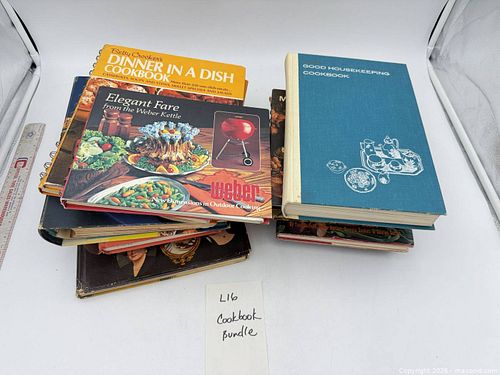 Betty Crocker's
DINNER IN A DISH
COOKBOOK
Elegant Fare
from the Weber Kettle
weber
New Dimensions in Outdoor Cooking
GOOD HOUSEKEEPING
COOKBOOK
L16
Cookbook
Bundle